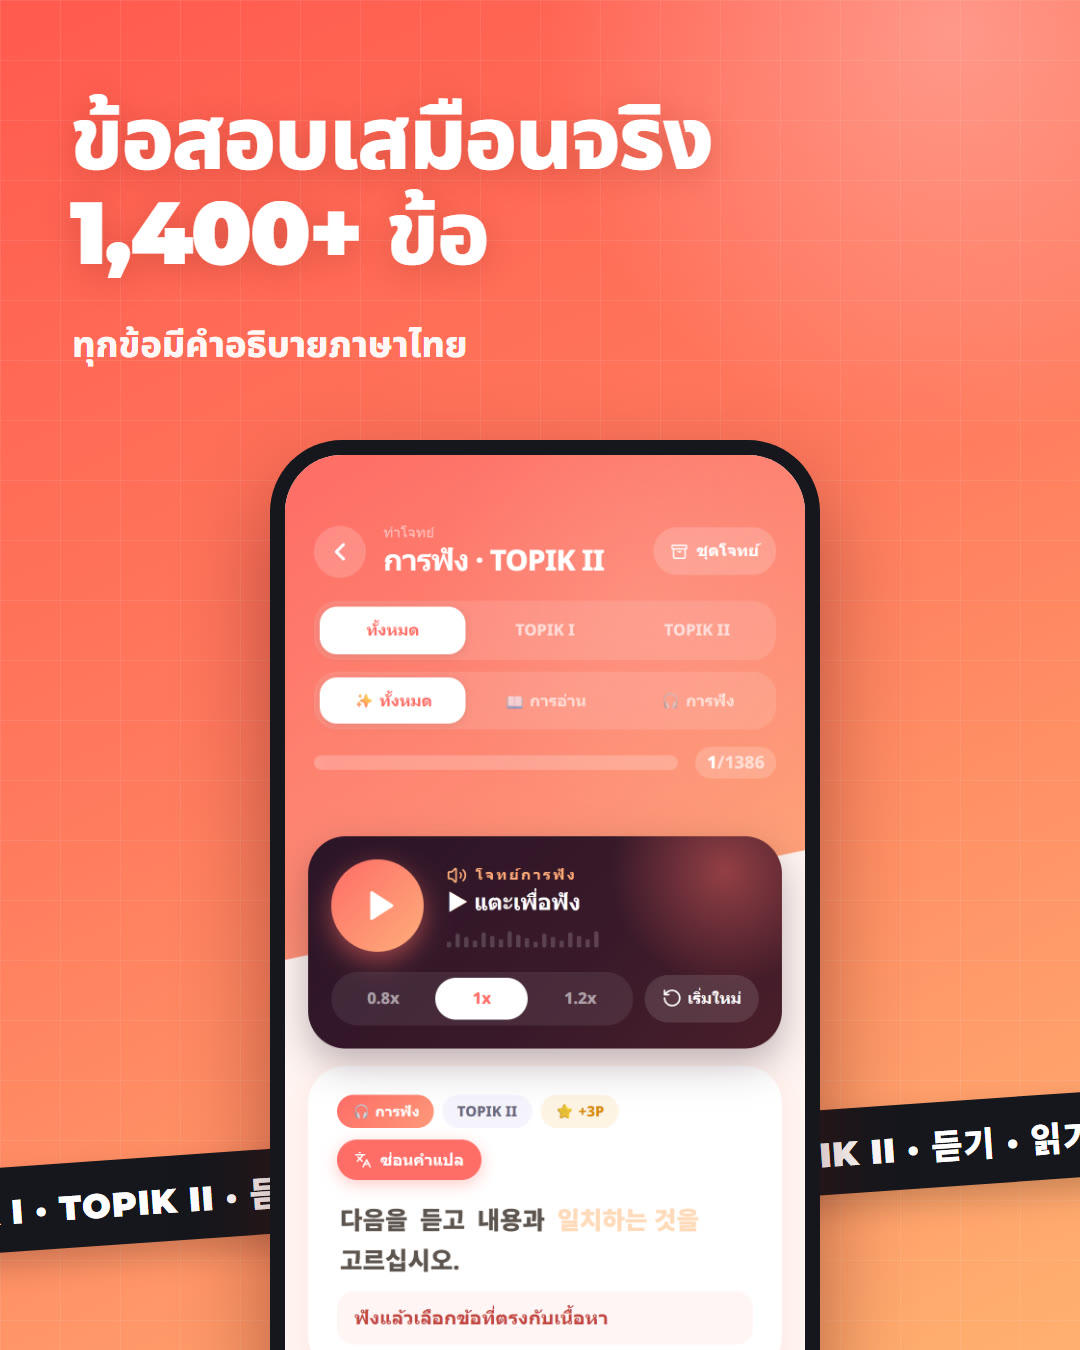 ข้อสอบเสมือนจริง
1,400+ ข้อ
ทุกข้อมีคำอธิบายภาษาไทย
ทำโจทย์
การฟัง · TOPIK II
ชุดโจทย์
ทั้งหมด TOPIK I TOPIK II
✨ ทั้งหมด 📖 การอ่าน 🎧 การฟัง
1/1386
โจทย์การฟัง
▶ แตะเพื่อฟัง
0.8x 1x 1.2x เริ่มใหม่
🎧 การฟัง TOPIK II ⭐ +3P
ซ่อนคำแปล
다음을 듣고 내용과 일치하는 것을
고르십시오.
ฟังแล้วเลือกข้อที่ตรงกับเนื้อหา
I · TOPIK II ·
IK II · 듣기 · 읽기